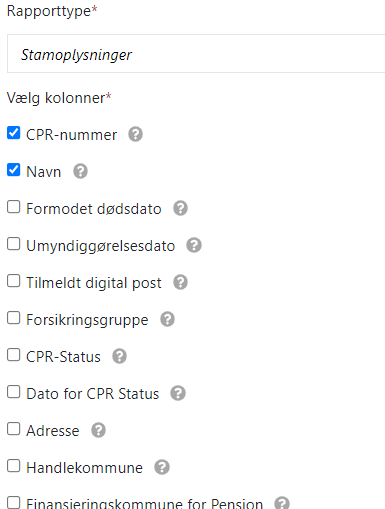 Rapporttype*
Stamoplysninger
Vælg kolonner*
CPR-nummer ?
Navn ?
Formodet dødsdato ?
Umyndiggørelsesdato ?
Tilmeldt digital post ?
Forsikringsgruppe ?
CPR-Status ?
Dato for CPR Status ?
Adresse ?
Handlekommune ?
Finansieringskommune for Pension ?